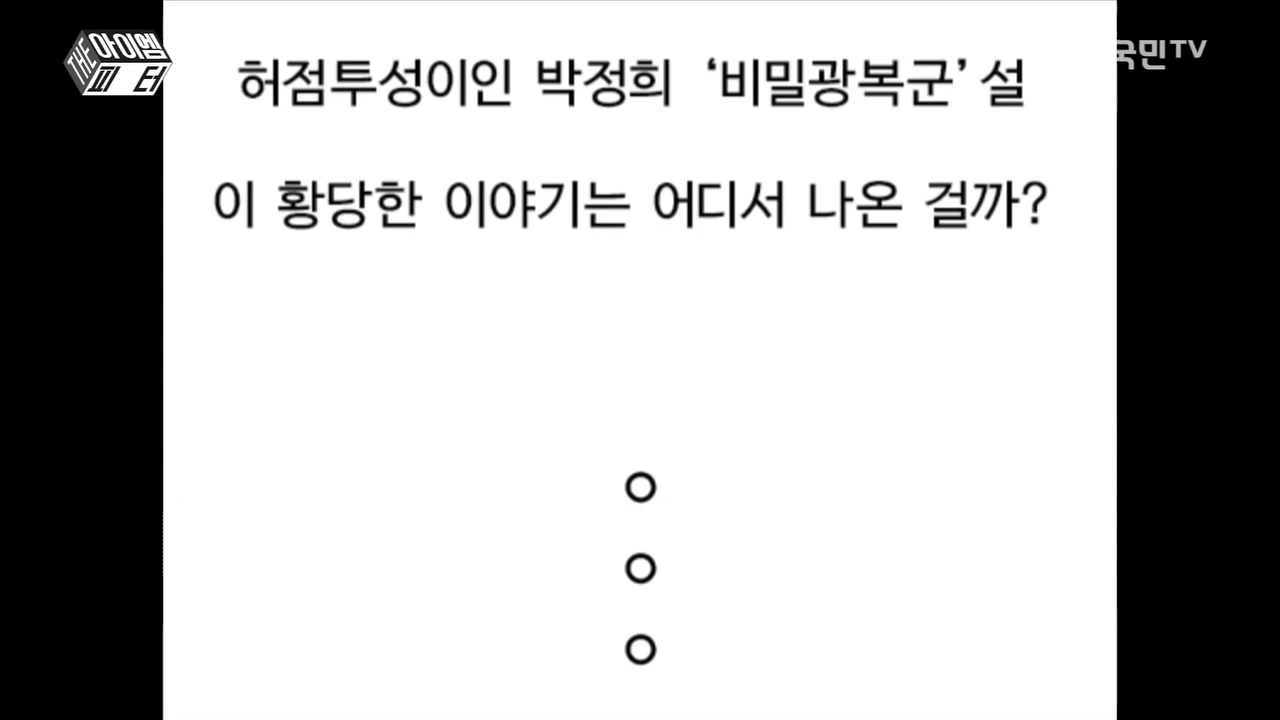 THE 아이엠
피터
국민TV
허점투성이인 박정희 ‘비밀광복군’ 설
이 황당한 이야기는 어디서 나온 걸까?